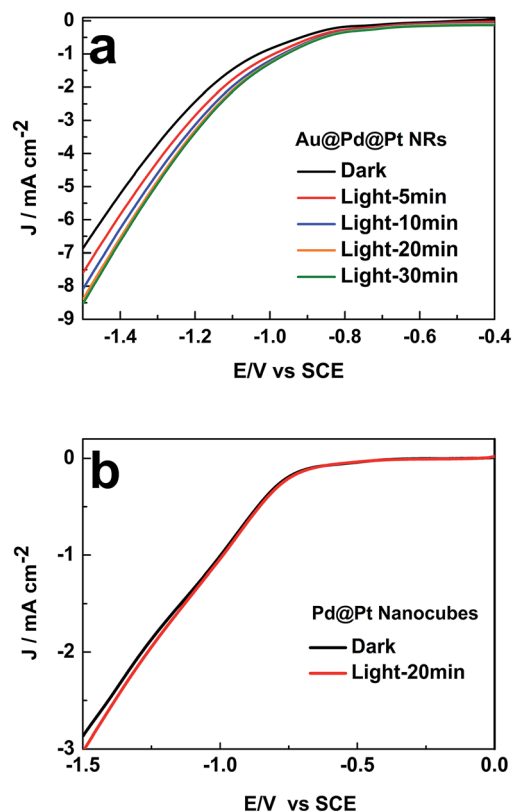 a
0
-1
-2
-3
-4
-5
-6
-7
-8
-9
J / mA cm-2
Au@Pd@Pt NRs
Dark
Light-5min
Light-10min
Light-20min
Light-30min
-1.4 -1.2 -1.0 -0.8 -0.6 -0.4
E/V vs SCE
b
0
-1
-2
-3
J / mA cm-2
Pd@Pt Nanocubes
Dark
Light-20min
-1.5 -1.0 -0.5 0.0
E/V vs SCE